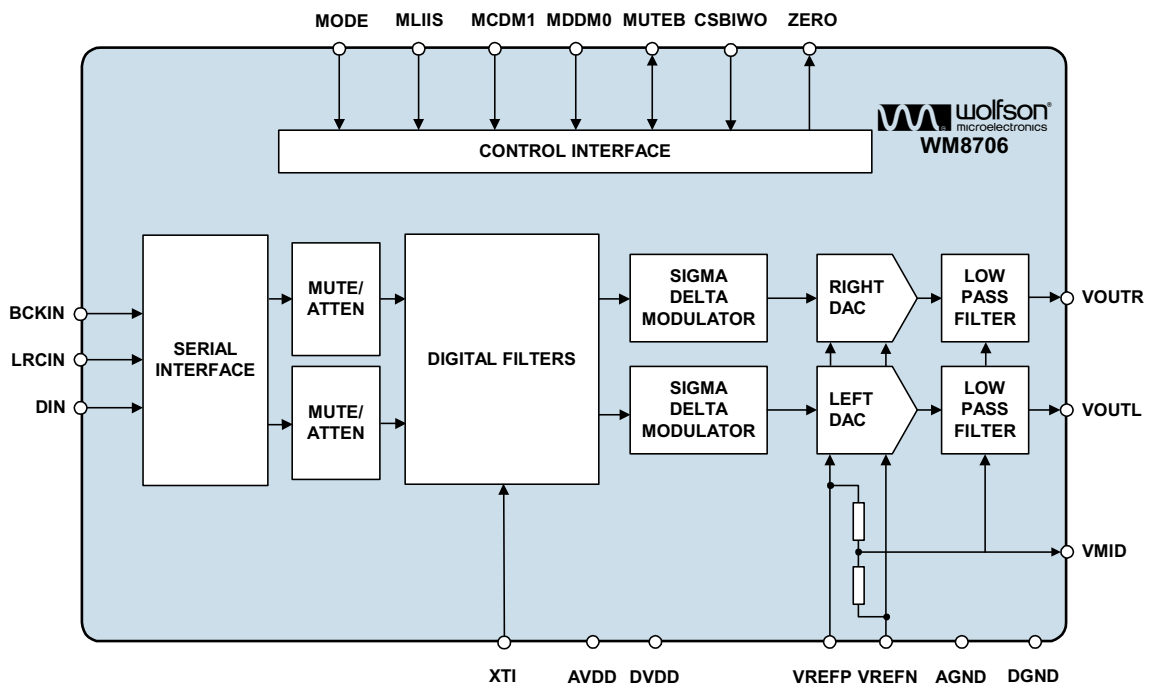 MODE MLIIS MCDM1 MDDM0 MUTEB CSBIWO ZERO
wolfson®
microelectronics
WM8706
CONTROL INTERFACE
BCKIN
LRCIN
DIN
SERIAL
INTERFACE
MUTE/
ATTEN
MUTE/
ATTEN
DIGITAL FILTERS
SIGMA
DELTA
MODULATOR
SIGMA
DELTA
MODULATOR
RIGHT
DAC
LEFT
DAC
LOW
PASS
FILTER
LOW
PASS
FILTER
VOUTR
VOUTL
VMID
XTI AVDD DVDD VREFP VREFN AGND DGND